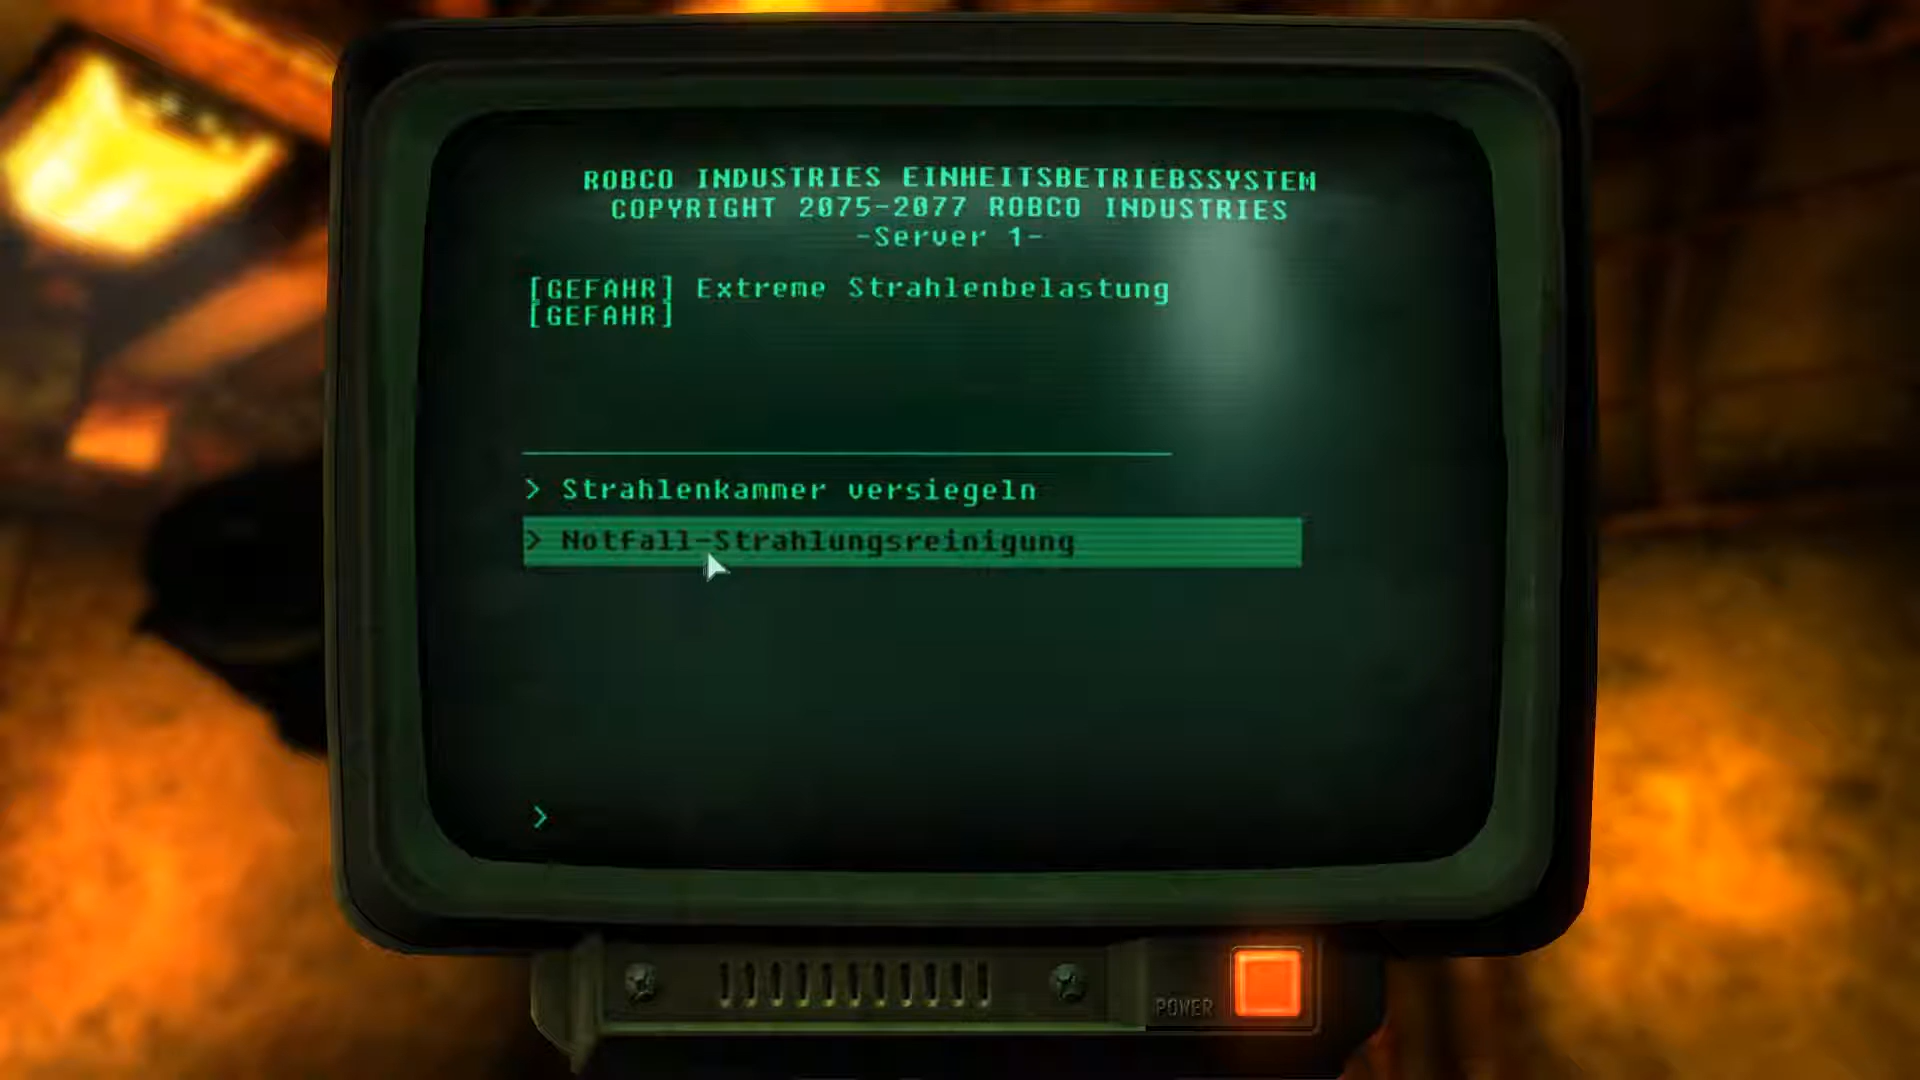 ROBCO INDUSTRIES EINHEITSBETRIEBSSYSTEM
COPYRIGHT 2075-2077 ROBCO INDUSTRIES
-Server 1-
[GEFAHR] Extreme Strahlenbelastung
[GEFAHR]
> Strahlenkammer versiegeln
> Notfall-Strahlungsreinigung
>
POWER